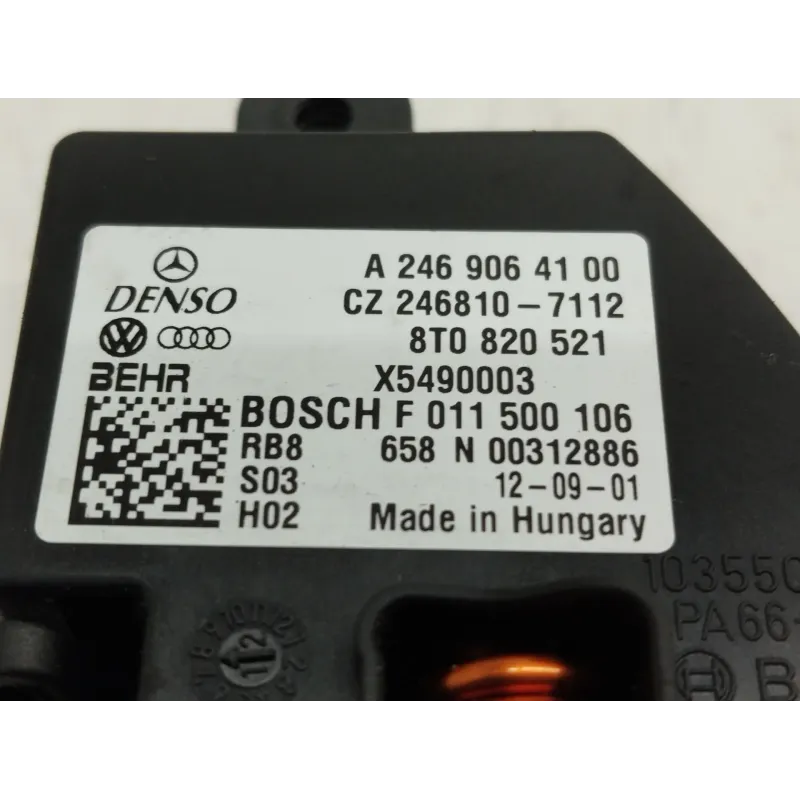 A 246 906 41 00
DENSO CZ 246810-7112
8T0 820 521
BEHR X5490003
BOSCH F 011 500 106
RB8 658 N 00312886
S03 12-09-01
H02 Made in Hungary
10355
PA66-
12
B